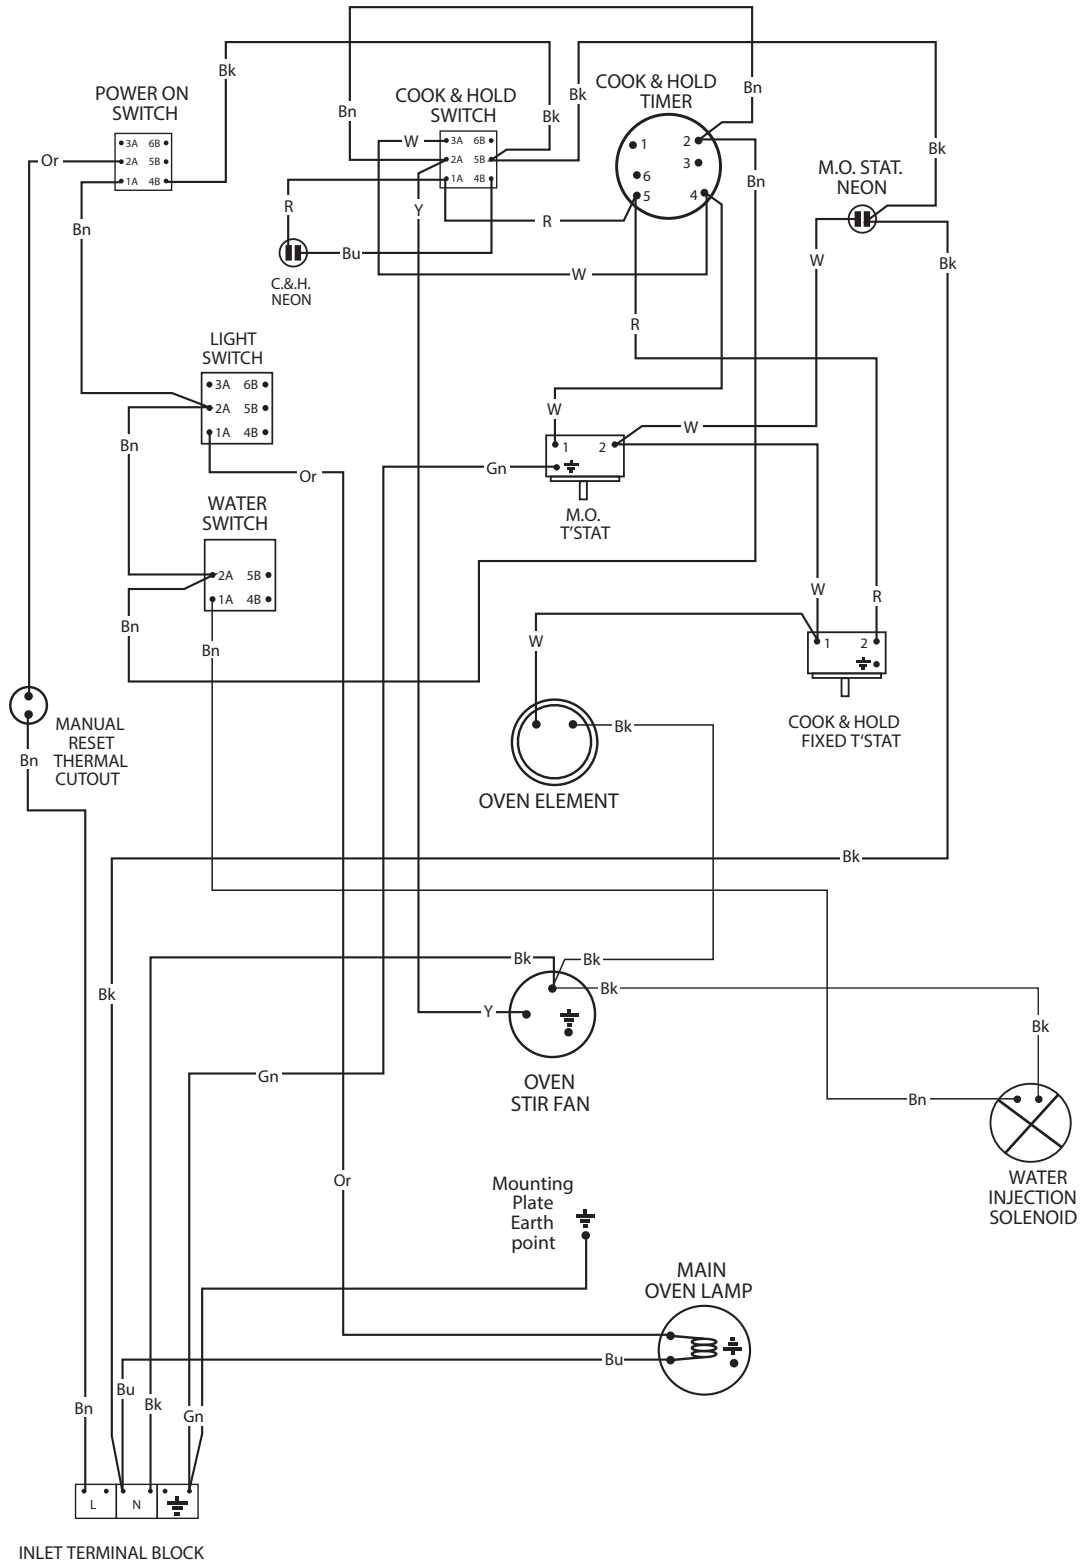 Bk
POWER ON
SWITCH
3A 6B
2A 5B
1A 4B
Or
Bn
COOK & HOLD
SWITCH
Bn
W
3A 6B
2A 5B
1A 4B
Bk
Bk
R
Y
R
Bu
W
C.&.H.
NEON
COOK & HOLD
TIMER
1 2
3
6
5 4
Bn
Bn
R
M.O. STAT.
NEON
Bk
W
Bk
LIGHT
SWITCH
3A 6B
2A 5B
1A 4B
Bn
Or
W
W
Gn
1 2
M.O.
T'STAT
WATER
SWITCH
2A 5B
1A 4B
Bn
Bn
W
W
R
1 2
COOK & HOLD
FIXED T'STAT
MANUAL
RESET
THERMAL
CUTOUT
Bn
Bk
OVEN ELEMENT
Bk
Bk
Bk
Bk
Bk
Bk
Y
OVEN
STIR FAN
Gn
Bn
WATER
INJECTION
SOLENOID
Or
Mounting
Plate
Earth
point
MAIN
OVEN LAMP
Bu
Bn
Bu
Bk
Gn
L N
INLET TERMINAL BLOCK